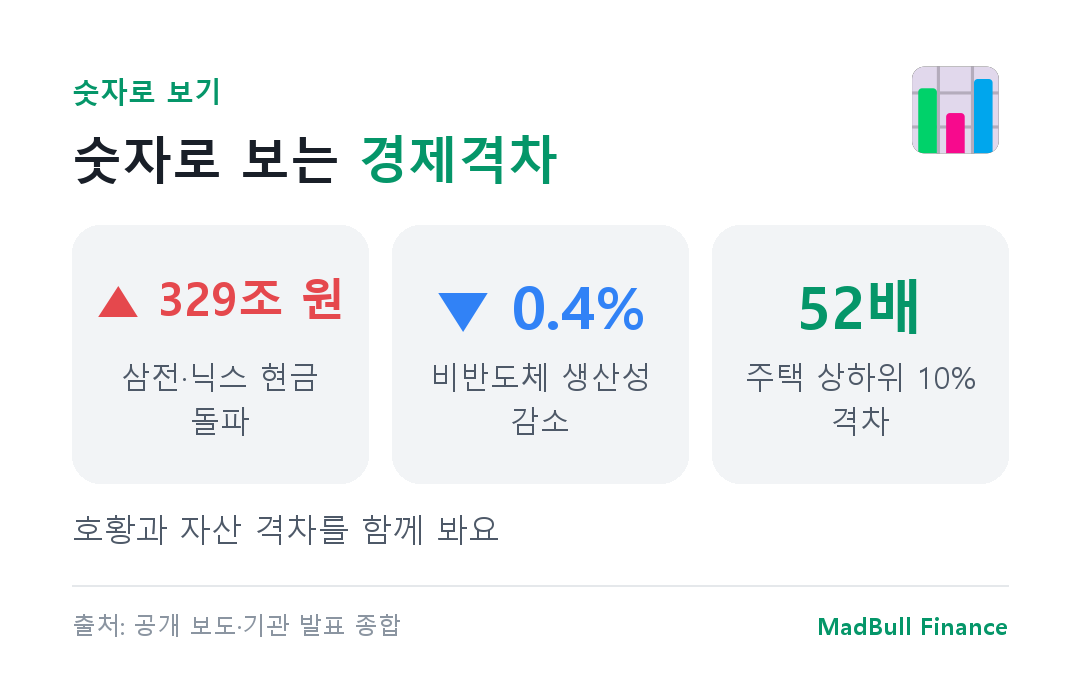 숫자로 보기
숫자로 보는 경제격차
▲ 329조 원
삼전·닉스 현금
돌파
▼ 0.4%
비반도체 생산성
감소
52배
주택 상하위 10%
격차
호황과 자산 격차를 함께 봐요
출처: 공개 보도·기관 발표 종합
MadBull Finance